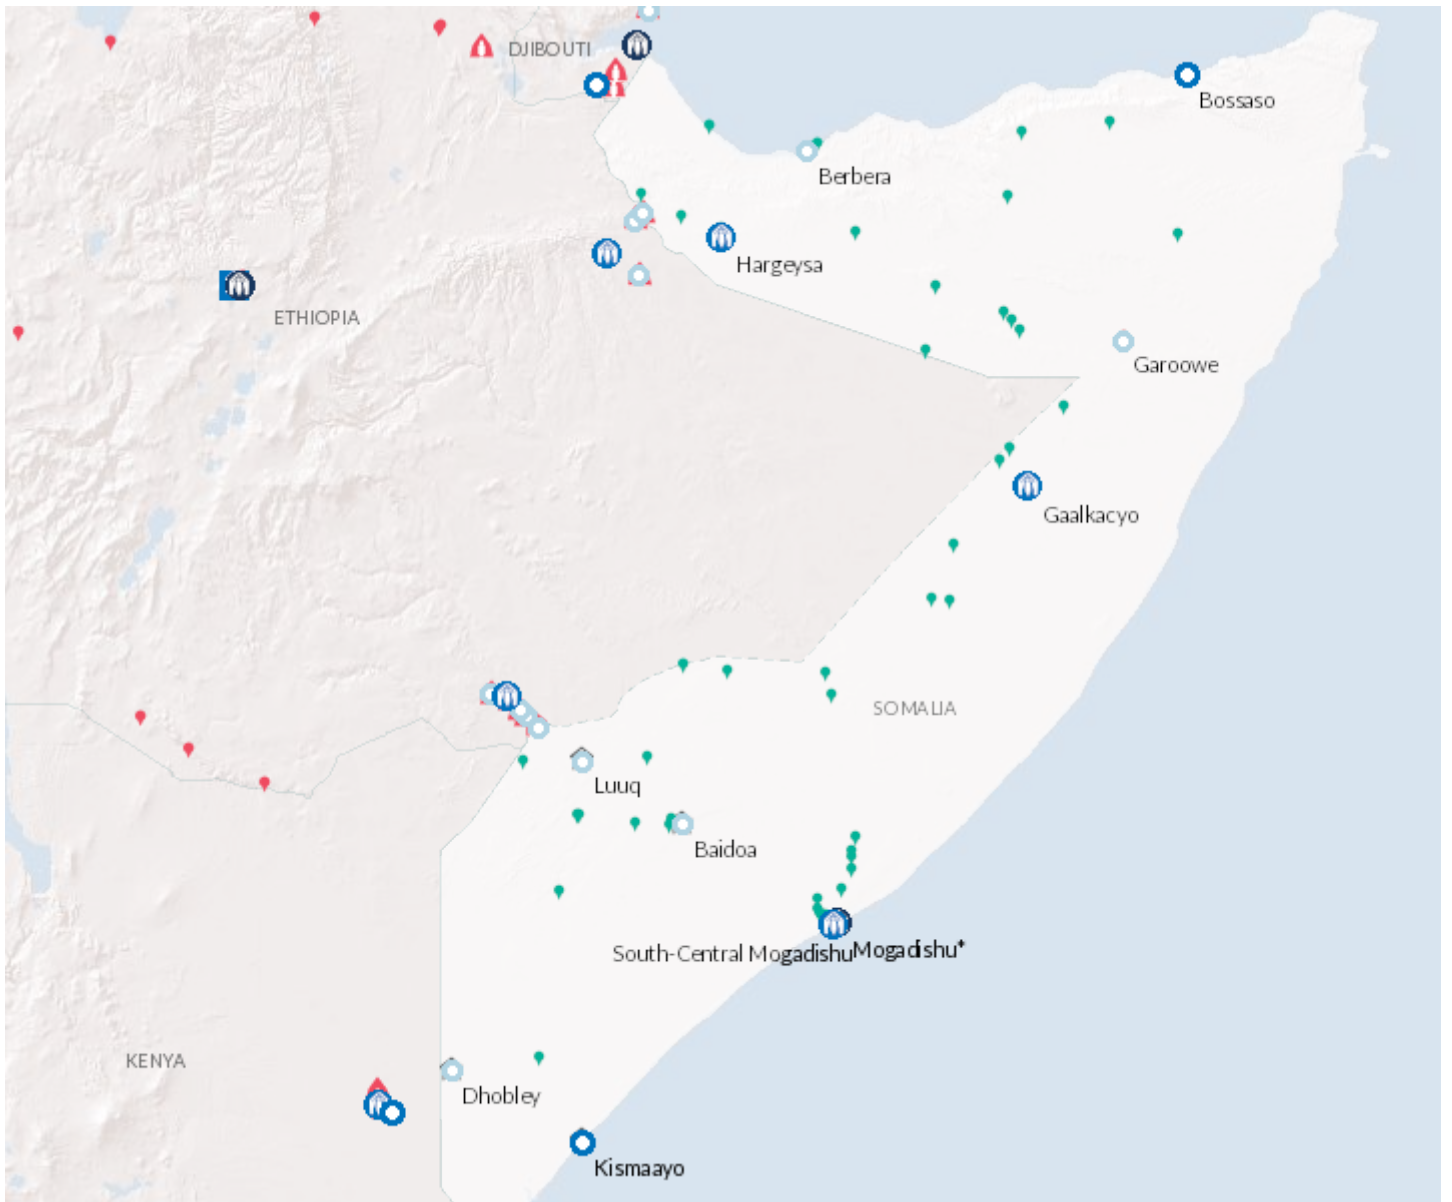 DJIBOUTI
Bossaso
Berbera
Hargeysa
ETHIOPIA
Garoowe
Gaalkacyo
SOMALIA
Luuq
Baidoa
South-Central Mogadishu
Mogadishu*
KENYA
Dhobley
Kismaayo